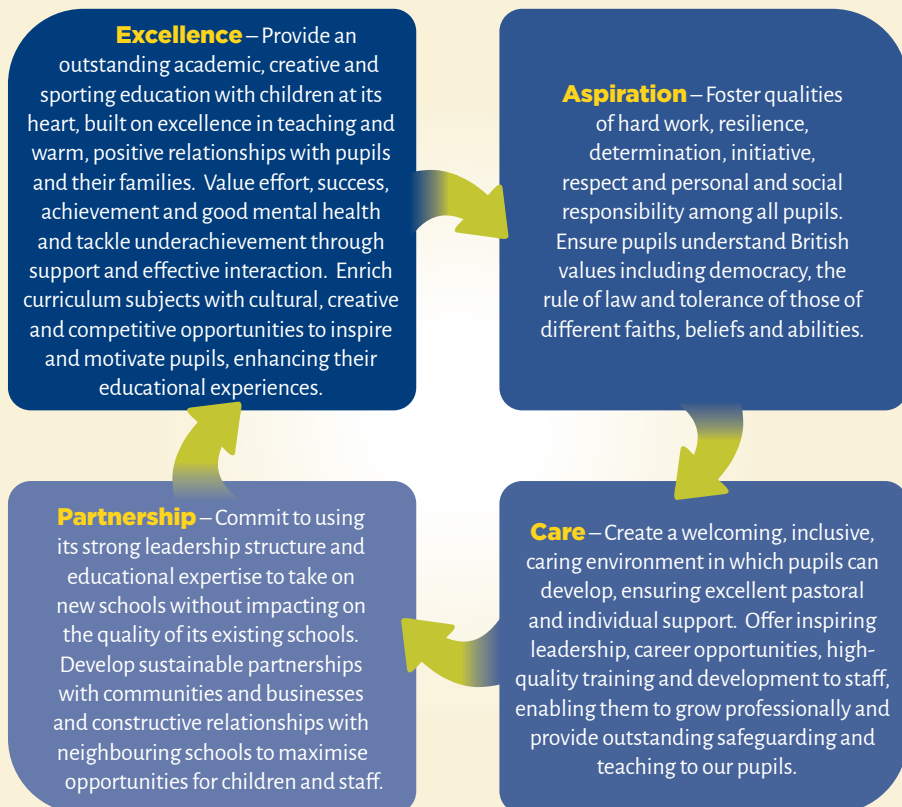 Excellence – Provide an
outstanding academic, creative and
sporting education with children at its
heart, built on excellence in teaching and
warm, positive relationships with pupils
and their families.  Value effort, success,
achievement and good mental health
and tackle underachievement through
support and effective interaction.  Enrich
curriculum subjects with cultural, creative
and competitive opportunities to inspire
and motivate pupils, enhancing their
educational experiences.
Aspiration – Foster qualities
of hard work, resilience,
determination, initiative,
respect and personal and social
responsibility among all pupils.
Ensure pupils understand British
values including democracy, the
rule of law and tolerance of those of
different faiths, beliefs and abilities.
Care – Create a welcoming, inclusive,
caring environment in which pupils can
develop, ensuring excellent pastoral
and individual support.  Offer inspiring
leadership, career opportunities, high-
quality training and development to staff,
enabling them to grow professionally and
provide outstanding safeguarding and
teaching to our pupils.
Partnership – Commit to using
its strong leadership structure and
educational expertise to take on
new schools without impacting on
the quality of its existing schools.
Develop sustainable partnerships
with communities and businesses
and constructive relationships with
neighbouring schools to maximise
opportunities for children and staff.